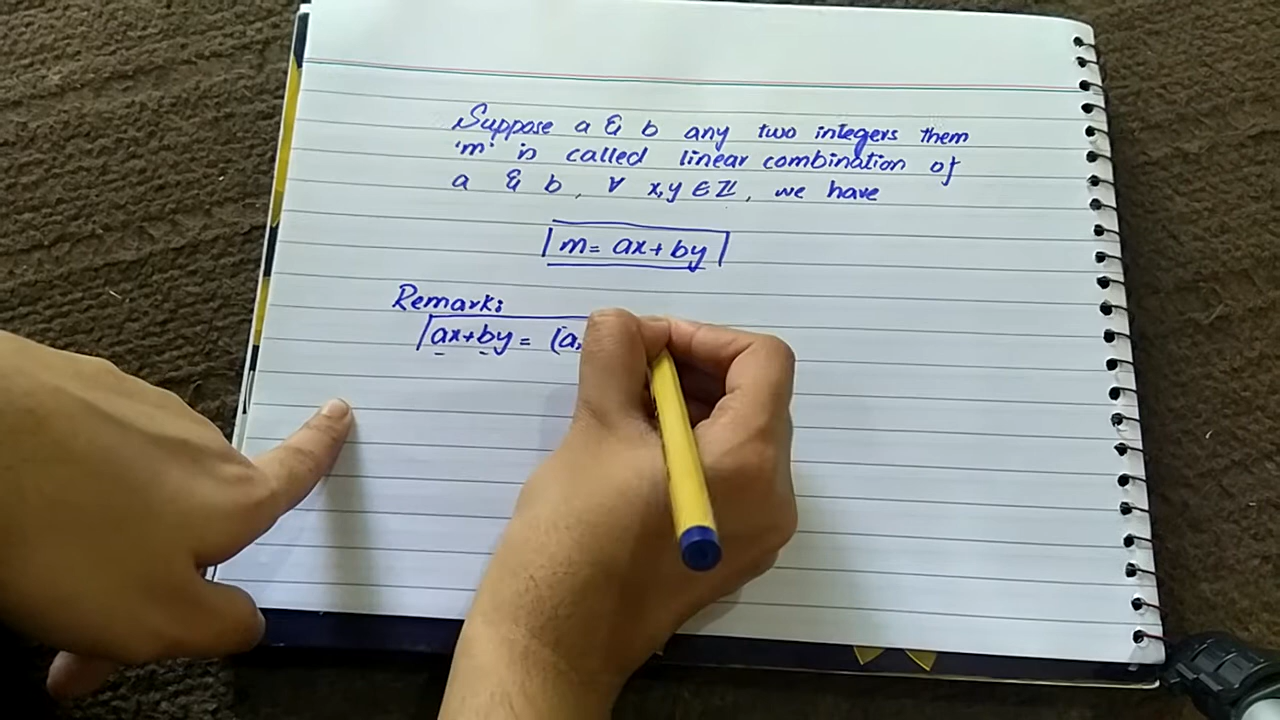 Suppose a & b any two integers them
'm' is called linear combination of
a & b, ∀ x,y ∈ ℤ, we have
m = ax + by
Remark:
ax+by = (a,